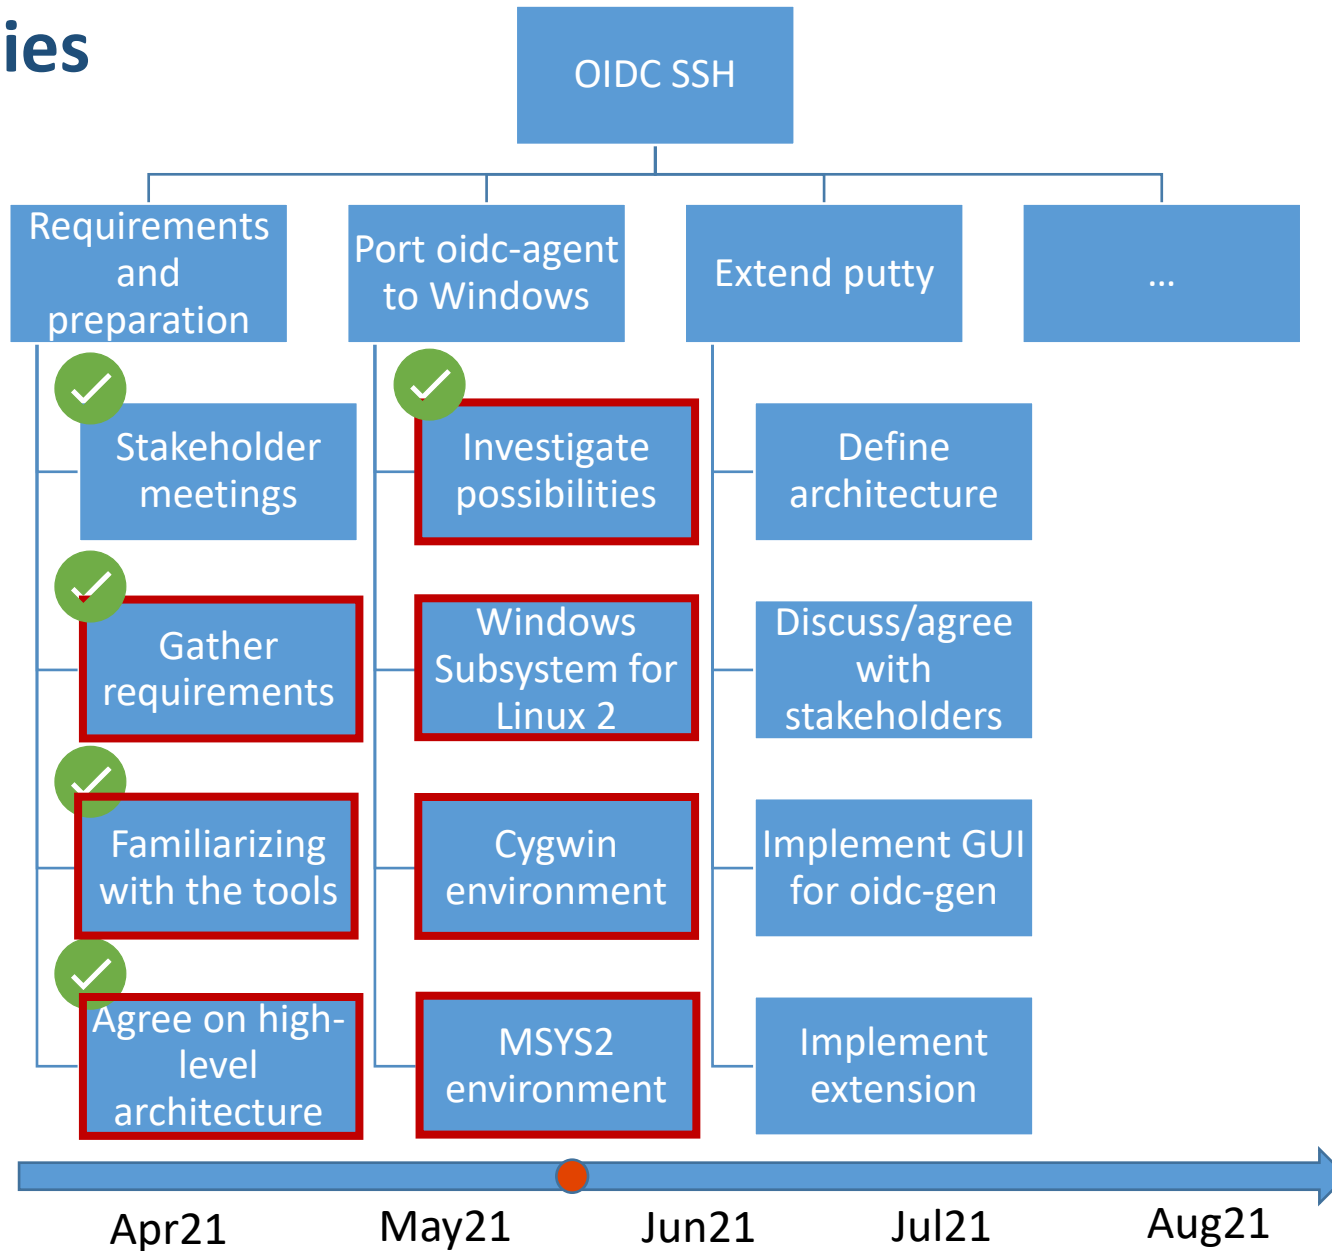 ies
OIDC SSH
Requirements
and
preparation
Port oidc-agent
to Windows
Extend putty
...
Stakeholder
meetings
Gather
requirements
Familiarizing
with the tools
Agree on high-
level
architecture
Investigate
possibilities
Windows
Subsystem for
Linux 2
Cygwin
environment
MSYS2
environment
Define
architecture
Discuss/agree
with
stakeholders
Implement GUI
for oidc-gen
Implement
extension
Apr21
May21
Jun21
Jul21
Aug21